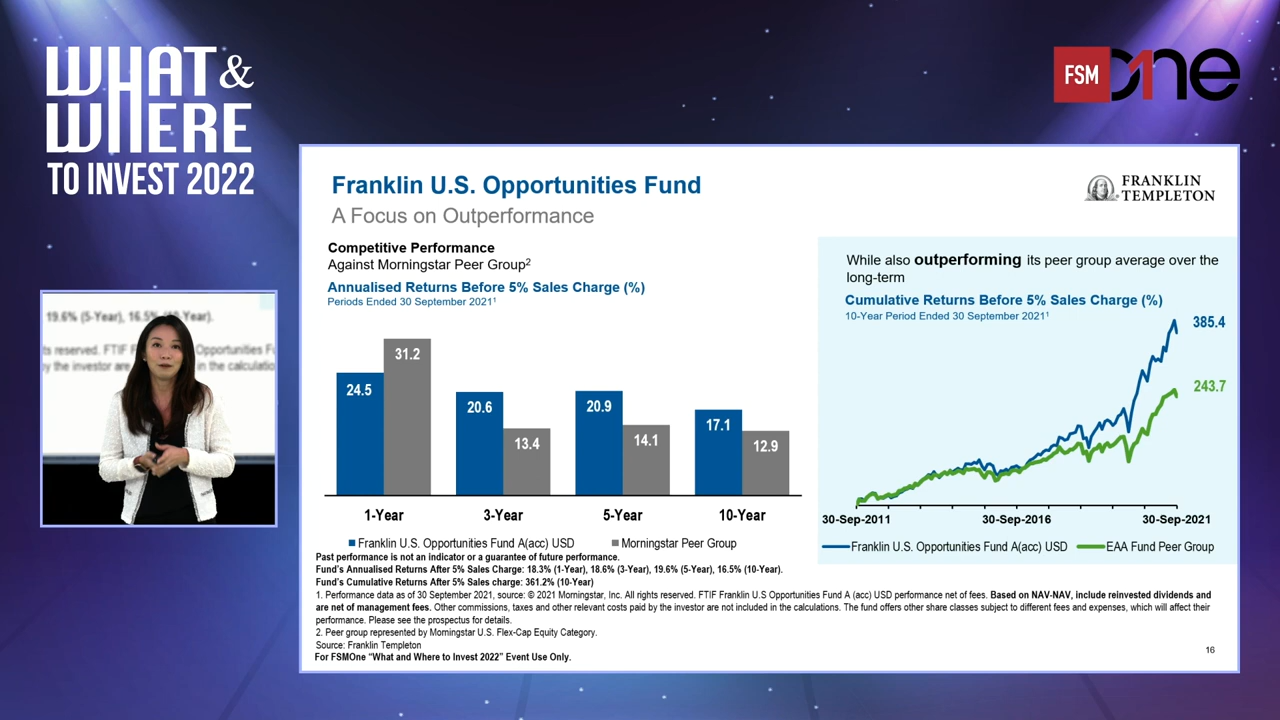 WHAT &
WHERE
TO INVEST 2022
FSM One
Franklin U.S. Opportunities Fund
A Focus on Outperformance
FRANKLIN
TEMPLETON
Competitive Performance
Against Morningstar Peer Group2
Annualised Returns Before 5% Sales Charge (%)
Periods Ended 30 September 20211
24.5
31.2
20.6
13.4
20.9
14.1
17.1
12.9
1-Year
3-Year
5-Year
10-Year
Franklin U.S. Opportunities Fund A(acc) USD
Morningstar Peer Group
While also outperforming its peer group average over the
long-term
Cumulative Returns Before 5% Sales Charge (%)
10-Year Period Ended 30 September 20211
385.4
243.7
30-Sep-2011
30-Sep-2016
30-Sep-2021
Franklin U.S. Opportunities Fund A(acc) USD
EAA Fund Peer Group
Past performance is not an indicator or a guarantee of future performance.
Fund's Annualised Returns After 5% Sales Charge: 18.3% (1-Year), 18.6% (3-Year), 19.6% (5-Year), 16.5% (10-Year).
Fund's Cumulative Returns After 5% Sales charge: 361.2% (10-Year)
1. Performance data as of 30 September 2021, source: © 2021 Morningstar, Inc. All rights reserved. FTIF Franklin U.S Opportunities Fund A (acc) USD performance net of fees. Based on NAV-NAV, include reinvested dividends and
are net of management fees. Other commissions, taxes and other relevant costs paid by the investor are not included in the calculations. The fund offers other share classes subject to different fees and expenses, which will affect their
performance. Please see the prospectus for details.
2. Peer group represented by Morningstar U.S. Flex-Cap Equity Category.
Source: Franklin Templeton
For FSMOne “What and Where to Invest 2022” Event Use Only.
16
19.6% (5-Year), 16.5% (10-Year).
ts reserved. FTIF F Opportunities Fu
y the investor are in the calculatio